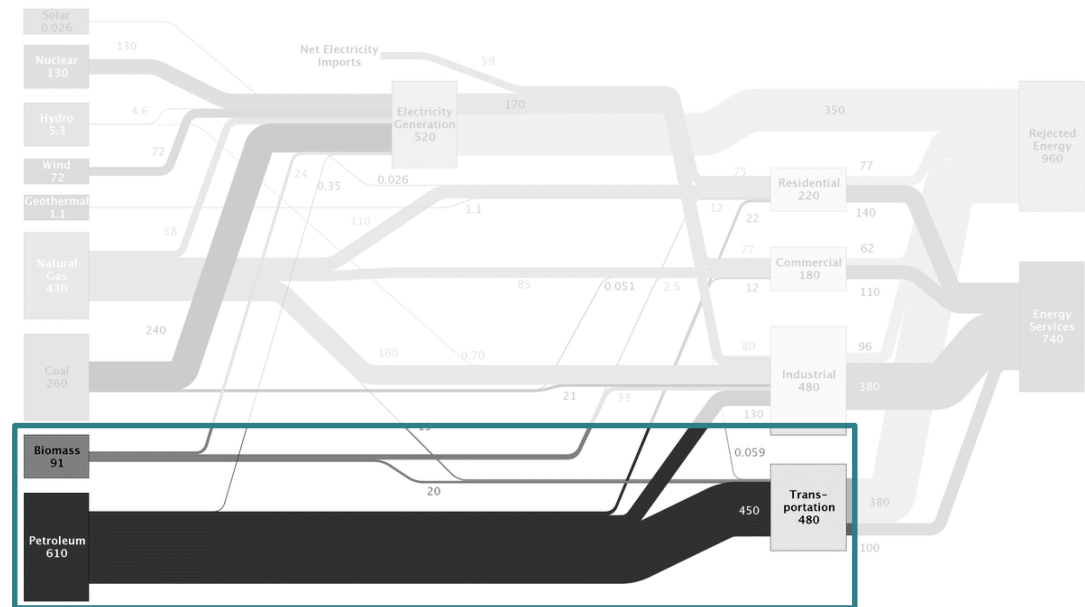 Solar
0.026
Nuclear
130
Hydro
5.3
Wind
72
Geothermal
1.1
Natural
Gas
430
Coal
260
Biomass
91
Petroleum
610
130
4.6
72
58
240
Net Electricity
Imports
59
Electricity
Generation
520
170
24
0.35
0.026
1.1
110
85
160
0.70
0.051
2.5
21
33
20
75
12
22
77
12
80
130
0.059
450
Residential
220
Commercial
180
Industrial
480
Trans-
portation
480
350
77
140
62
110
96
380
380
100
Rejected
Energy
960
Energy
Services
740